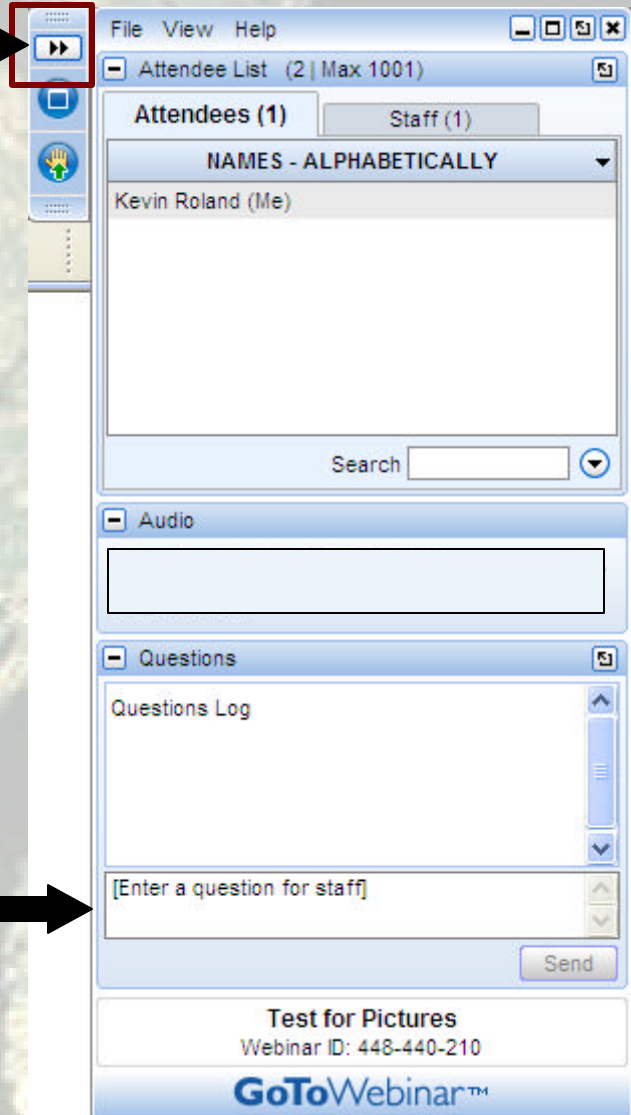 File View Help
Attendee List (2 | Max 1001)
Attendees (1) Staff (1)
NAMES - ALPHABETICALLY
Kevin Roland (Me)
Search
Audio
Questions
Questions Log
[Enter a question for staff]
Send
Test for Pictures
Webinar ID: 448-440-210
GoToWebinar™